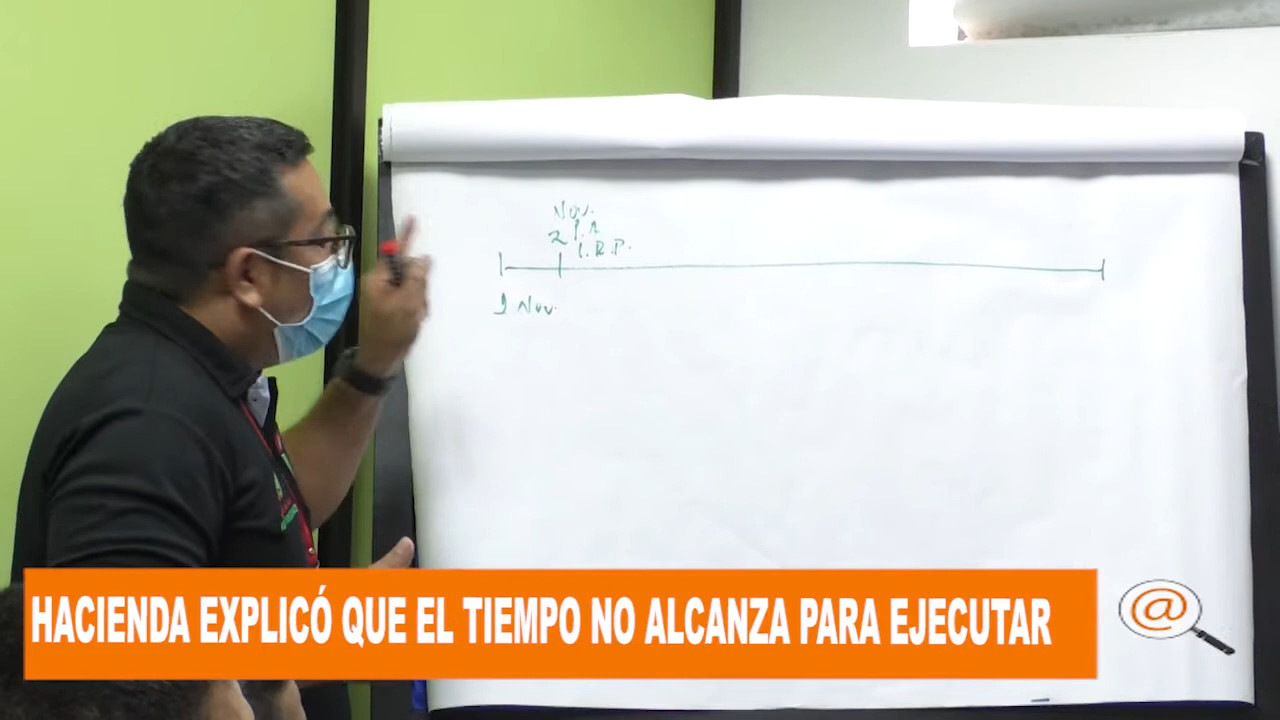 Nov.
2
1 Nov.
HACIENDA EXPLICÓ QUE EL TIEMPO NO ALCANZA PARA EJECUTAR
@